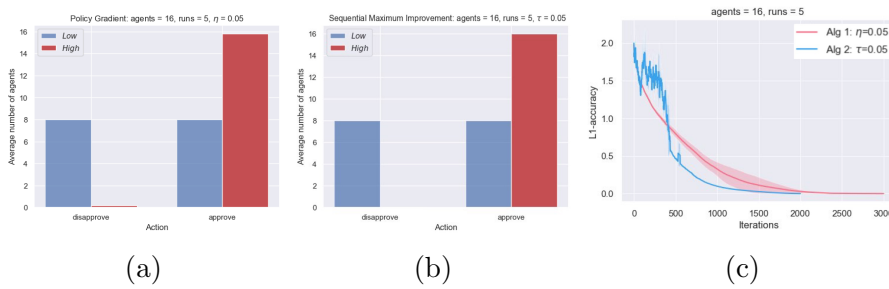 Policy Gradient: agents = 16, runs = 5, η = 0.05
Average number of agents
16
14
12
10
8
6
4
2
0
Low
High
disapprove
approve
Action
(a)
Sequential Maximum Improvement: agents = 16, runs = 5, τ = 0.05
Average number of agents
16
14
12
10
8
6
4
2
0
Low
High
disapprove
approve
Action
(b)
agents = 16, runs = 5
L1-accuracy
2.0
1.5
1.0
0.5
0.0
Alg 1: η=0.05
Alg 2: τ=0.05
0
500
1000
1500
2000
2500
3000
Iterations
(c)